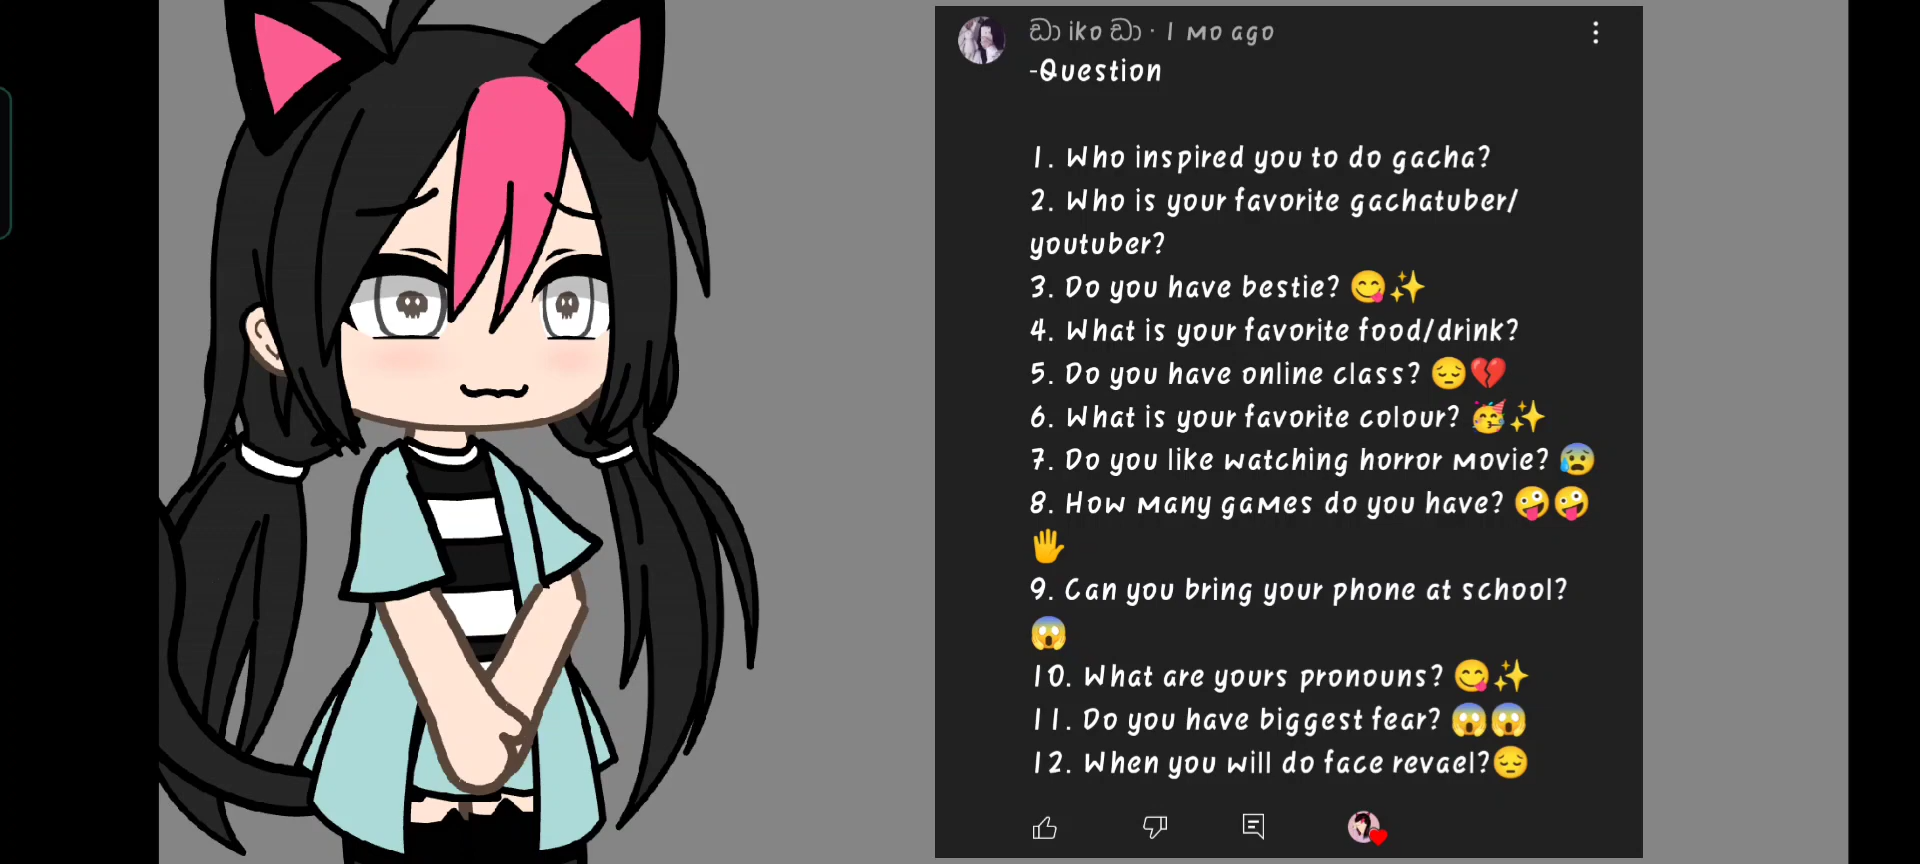 ඩා iko ඩා · 1 mo ago
-Question
1. Who inspired you to do gacha?
2. Who is your favorite gachatuber/
youtuber?
3. Do you have bestie? 😋✨
4. What is your favorite food/drink?
5. Do you have online class? 😔💔
6. What is your favorite colour? 🥳✨
7. Do you like watching horror movie? 😰
8. How many games do you have? 🤪🤪
🖐
9. Can you bring your phone at school?
😱
10. What are yours pronouns? 😋✨
11. Do you have biggest fear? 😱😱
12. When you will do face revael?😔